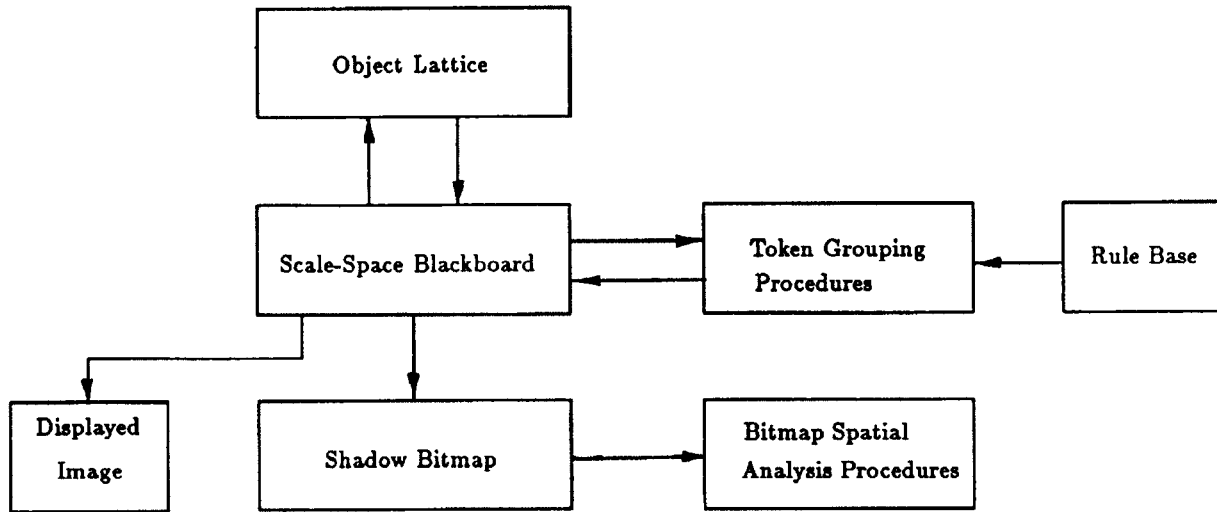 Object Lattice
Scale-Space Blackboard
Token Grouping
Procedures
Rule Base
Displayed
Image
Shadow Bitmap
Bitmap Spatial
Analysis Procedures